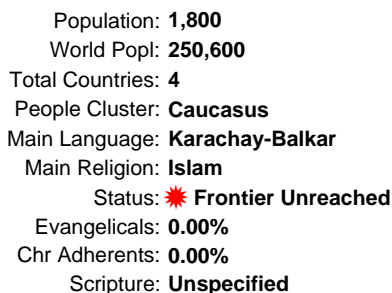 Population: 1,800
World Popl: 250,600
Total Countries: 4
People Cluster: Caucasus
Main Language: Karachay-Balkar
Main Religion: Islam
Status: Frontier Unreached
Evangelicals: 0.00%
Chr Adherents: 0.00%
Scripture: Unspecified